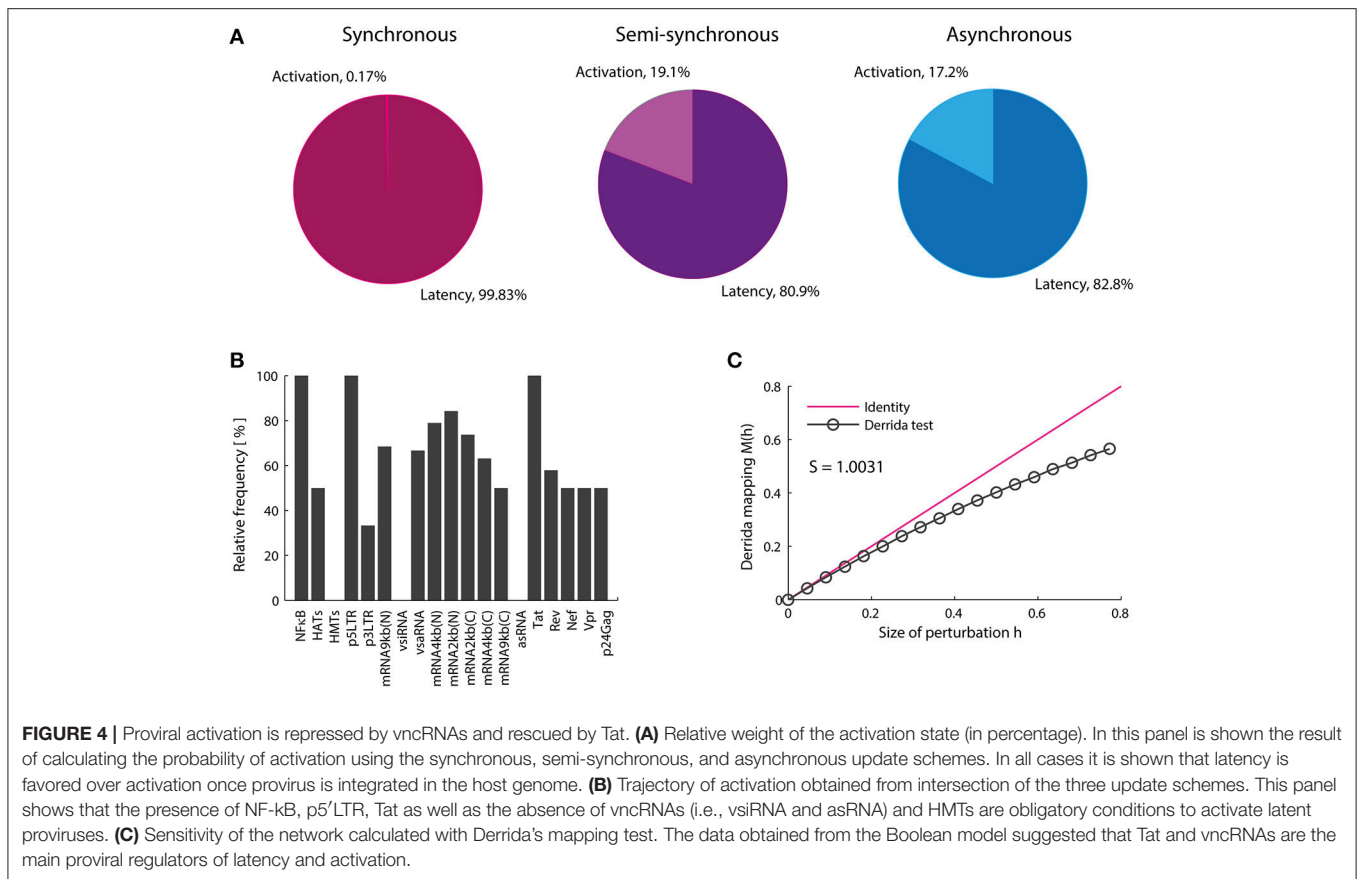 A
Synchronous
Semi-synchronous
Asynchronous
Activation, 0.17%
Activation, 19.1%
Activation, 17.2%
Latency, 99.83%
Latency, 80.9%
Latency, 82.8%
B
Relative frequency [ % ]
100
80
60
40
20
0
NFκB
HATs
HMTs
p5LTR
p3LTR
mRNA9kb(N)
vsiRNA
vsaRNA
mRNA4kb(N)
mRNA2kb(N)
mRNA2kb(C)
mRNA4kb(C)
mRNA9kb(C)
asRNA
Tat
Rev
Nef
Vpr
p24Gag
C
Derrida mapping M(h)
0.8
0.6
0.4
0.2
0
Identity
Derrida test
S = 1.0031
0
0.2
0.4
0.6
0.8
Size of perturbation h
FIGURE 4 | Proviral activation is repressed by vncRNAs and rescued by Tat. (A) Relative weight of the activation state (in percentage). In this panel is shown the result
of calculating the probability of activation using the synchronous, semi-synchronous, and asynchronous update schemes. In all cases it is shown that latency is
favored over activation once provirus is integrated in the host genome. (B) Trajectory of activation obtained from intersection of the three update schemes. This panel
shows that the presence of NF-kB, p5′LTR, Tat as well as the absence of vncRNAs (i.e., vsiRNA and asRNA) and HMTs are obligatory conditions to activate latent
proviruses. (C) Sensitivity of the network calculated with Derrida's mapping test. The data obtained from the Boolean model suggested that Tat and vncRNAs are the
main proviral regulators of latency and activation.